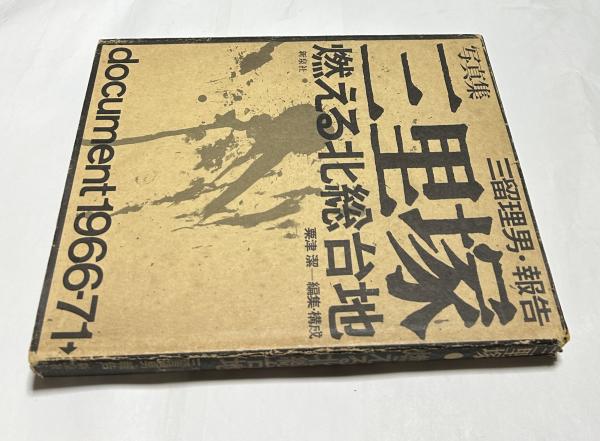 写真集
三里塚
三留理男・報告
燃える北総台地
新泉社
粟津 潔―編集・構成
document 1966-71→